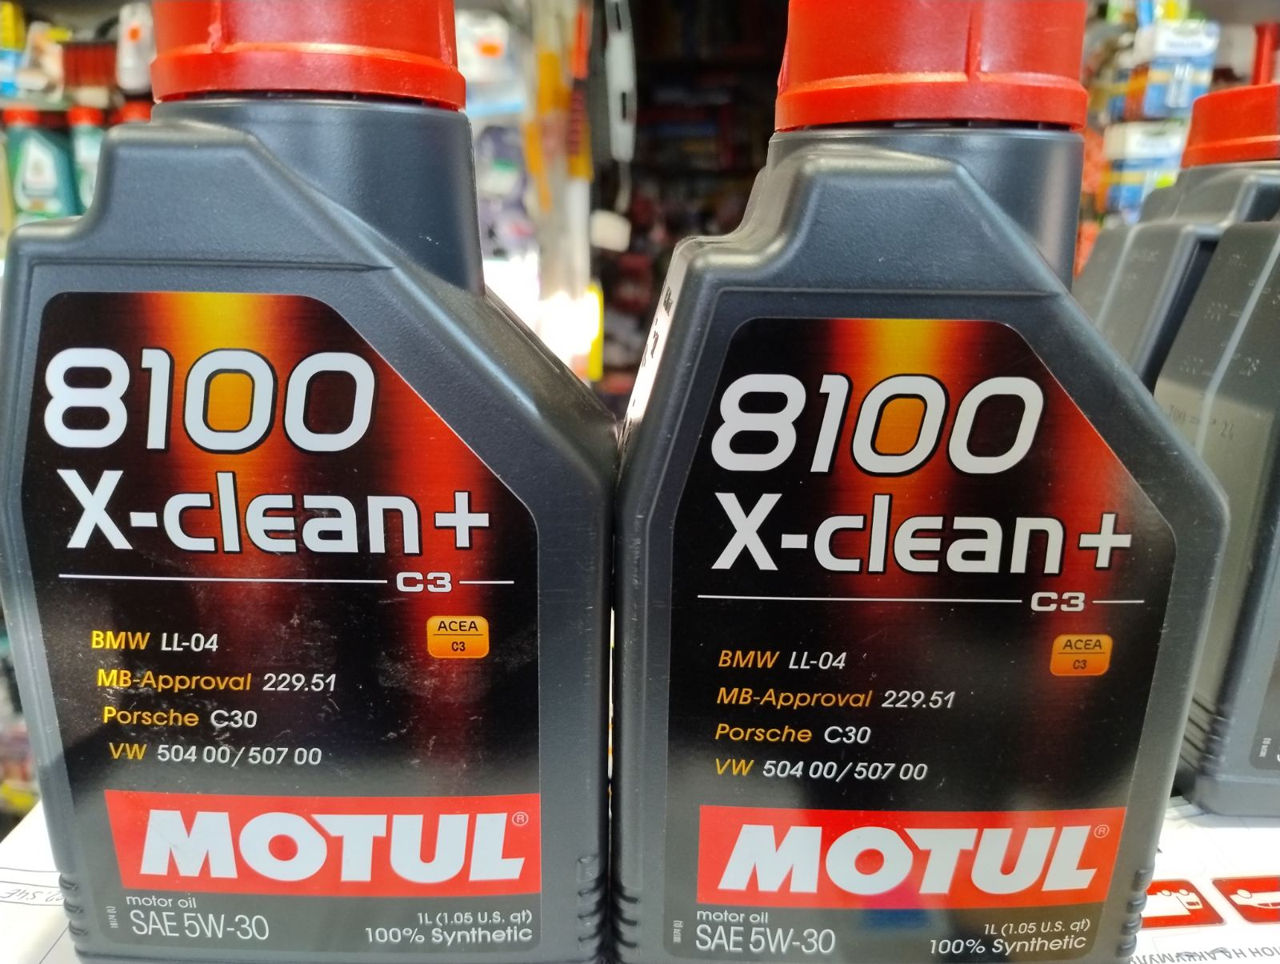 8100
X-clean+
C3
ACEA
C3
BMW LL-04
MB-Approval 229.51
Porsche C30
VW 504 00/507 00
MOTUL®
motor oil
SAE 5W-30
1L (1.05 U.S. qt)
100% Synthetic
8100
X-clean+
C3
ACEA
C3
BMW LL-04
MB-Approval 229.51
Porsche C30
VW 504 00/507 00
MOTUL®
motor oil
SAE 5W-30
1L (1.05 U.S. qt)
100% Synthetic